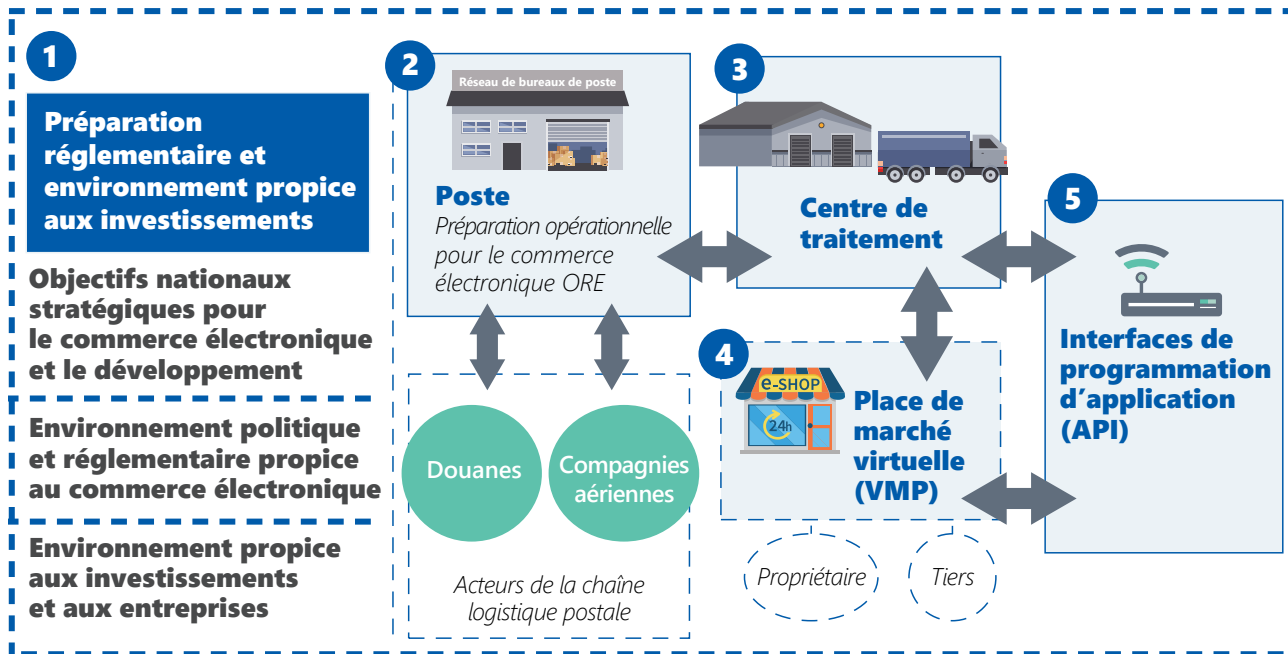 1
Préparation
réglementaire et
environnement propice
aux investissements
Objectifs nationaux
stratégiques pour
le commerce électronique
et le développement
Environnement politique
et réglementaire propice
au commerce électronique
Environnement propice
aux investissements
et aux entreprises
2
Réseau de bureaux de poste
Poste
Préparation opérationnelle
pour le commerce
électronique ORE
Douanes
Compagnies
aériennes
Acteurs de la chaîne
logistique postale
3
Centre de
traitement
4
e-SHOP
24h
Place de
marché
virtuelle
(VMP)
Propriétaire
Tiers
5
Interfaces de
programmation
d’application
(API)